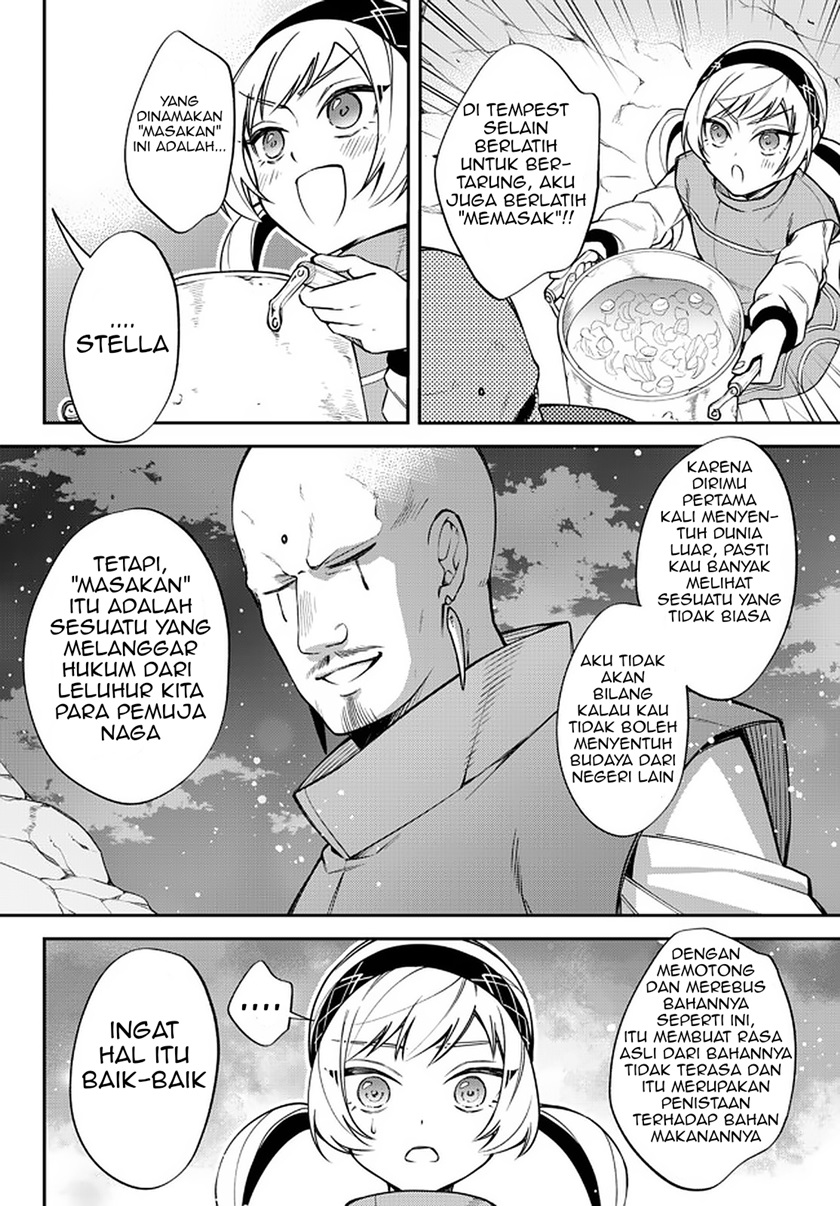 DI TEMPEST
SELAIN
BERLATIH
UNTUK BER-
TARUNG, AKU
JUGA BERLATIH
"MEMASAK"!!
YANG
DINAMAKAN
"MASAKAN"
INI ADALAH...
....
STELLA
KARENA
DIRIMU
PERTAMA
KALI MENYEN-
TUH DUNIA
LUAR, PASTI
KAU BANYAK
MELIHAT
SESUATU YANG
TIDAK BIASA
AKU TIDAK
AKAN
BILANG
KALAU KAU
TIDAK BOLEH
MENYENTUH
BUDAYA DARI
NEGERI LAIN
TETAPI,
"MASAKAN"
ITU ADALAH
SESUATU YANG
MELANGGAR
HUKUM DARI
LELUHUR KITA
PARA PEMUJA
NAGA
DENGAN
MEMOTONG
DAN MEREBUS
BAHANNYA
SEPERTI INI,
ITU MEMBUAT RASA
ASLI DARI BAHANNYA
TIDAK TERASA DAN
ITU MERUPAKAN
PENISTAAN
TERHADAP BAHAN
MAKANANNYA
....
INGAT
HAL ITU
BAIK-BAIK